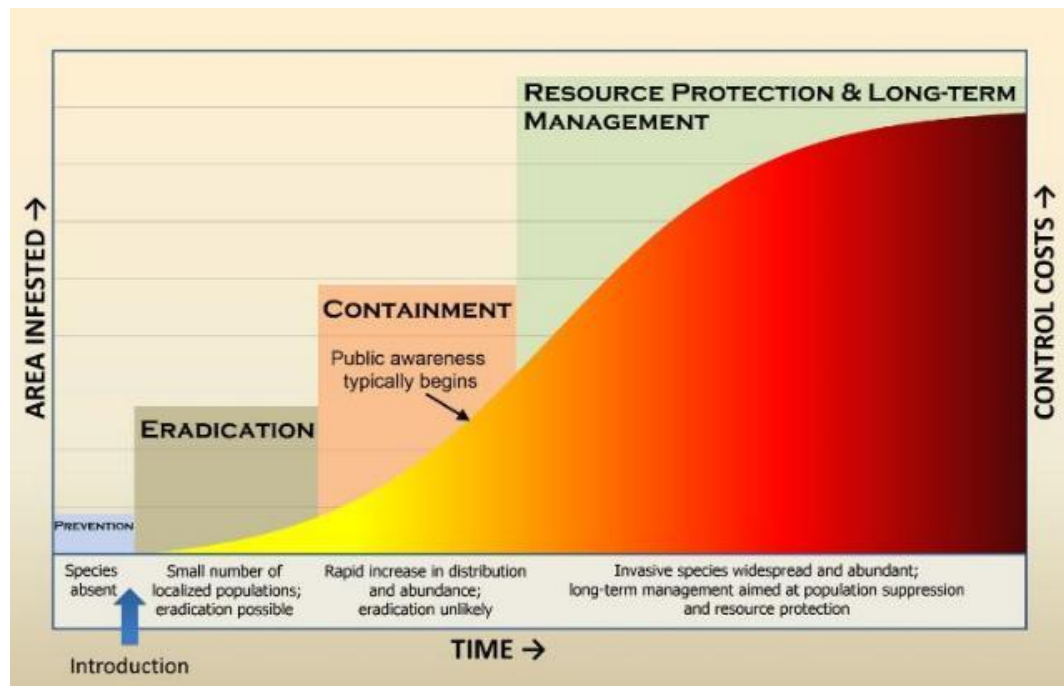 RESOURCE PROTECTION & LONG-TERM
MANAGEMENT
AREA INFESTED →
CONTROL COSTS →
CONTAINMENT
Public awareness
typically begins
ERADICATION
PREVENTION
Species
absent
Small number of
localized populations;
eradication possible
Rapid increase in distribution
and abundance;
eradication unlikely
Invasive species widespread and abundant;
long-term management aimed at population suppression
and resource protection
TIME →
Introduction